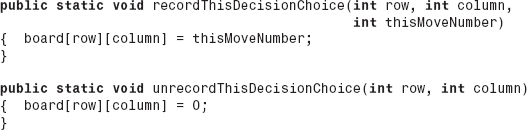 public static void recordThisDecisionChoice(int row, int column,
int thisMoveNumber)
{ board[row][column] = thisMoveNumber;
}
public static void unrecordThisDecisionChoice(int row, int column)
{ board[row][column] = 0;
}